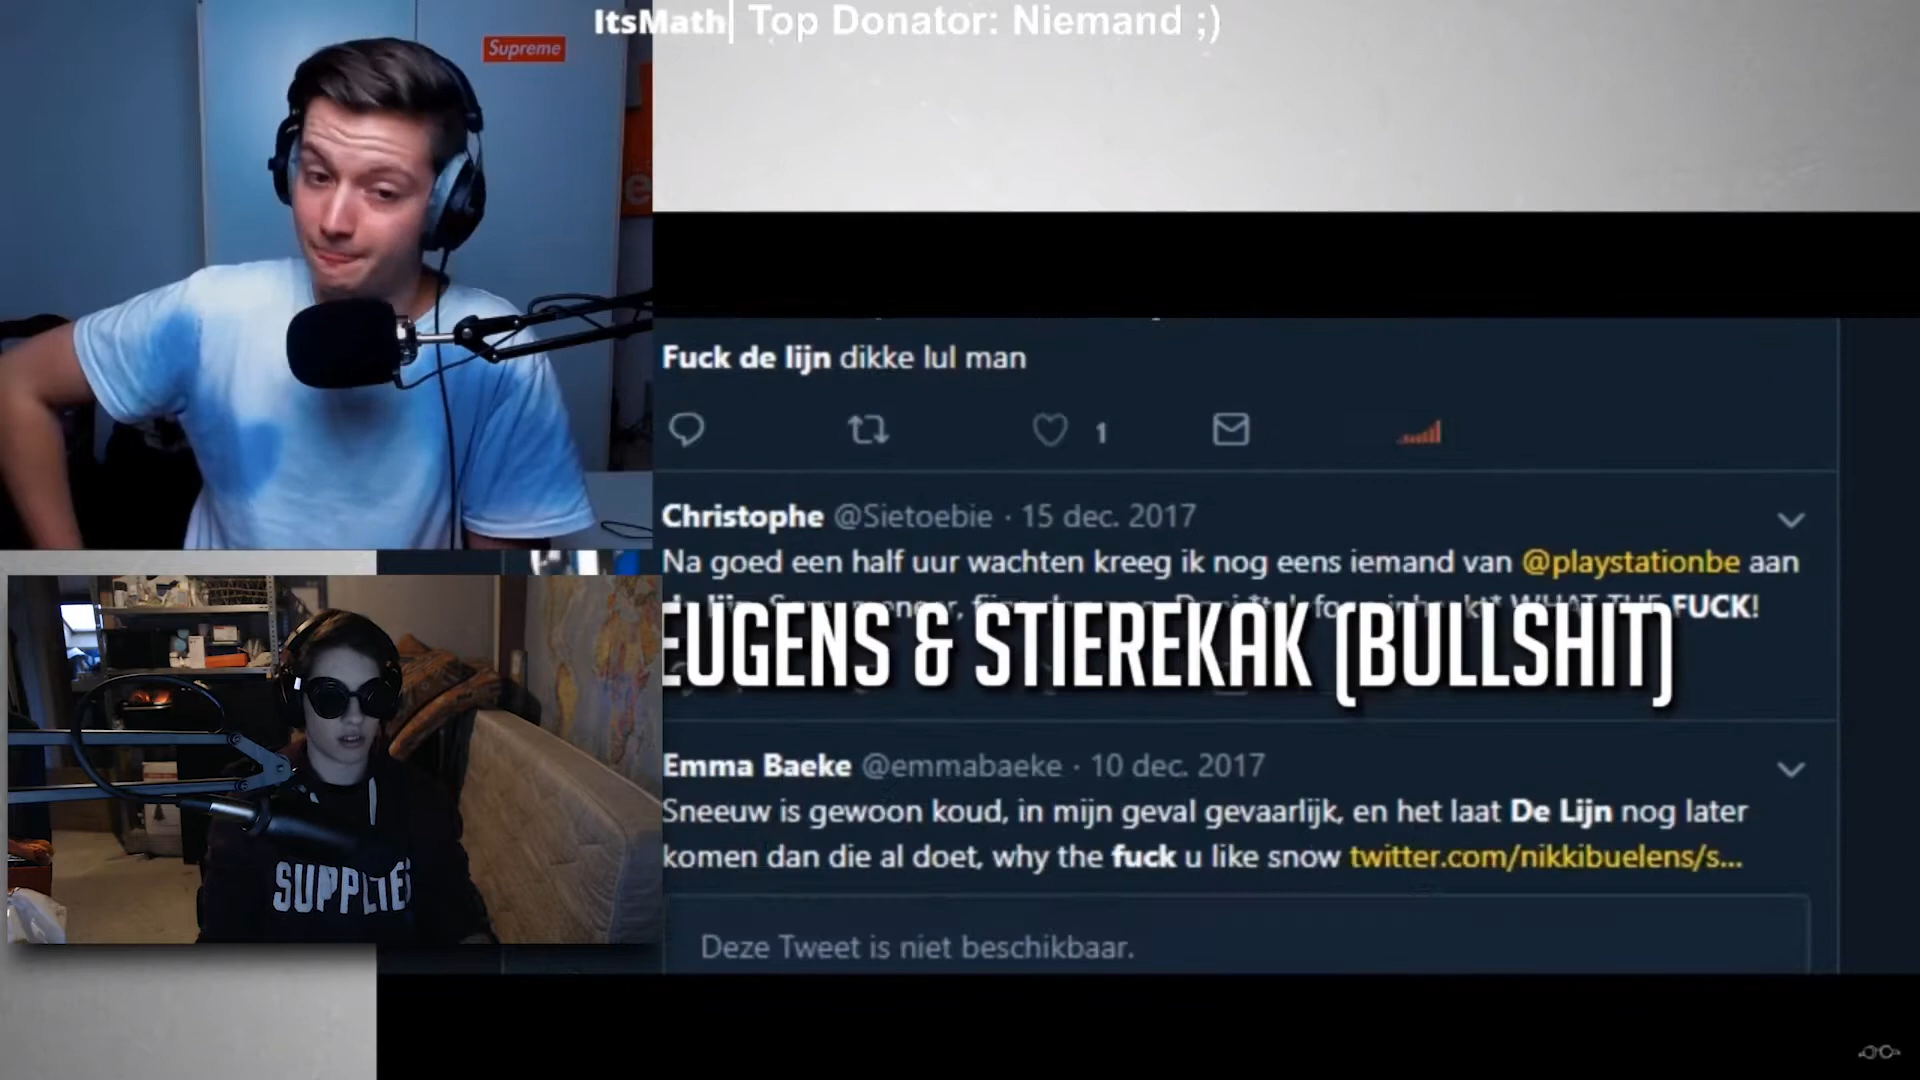 ItsMath| Top Donator: Niemand ;)
Supreme
Fuck de lijn dikke lul man
1
Christophe @Sietoebie · 15 dec. 2017
Na goed een half uur wachten kreeg ik nog eens iemand van @playstationbe aan
WHAT THE FUCK!
EUGENS & STIEREKAK (BULLSHIT)
Emma Baeke @emmabaeke · 10 dec. 2017
Sneeuw is gewoon koud, in mijn geval gevaarlijk, en het laat De Lijn nog later
komen dan die al doet, why the fuck u like snow twitter.com/nikkibuelens/s...
SUPPLIES
Deze Tweet is niet beschikbaar.